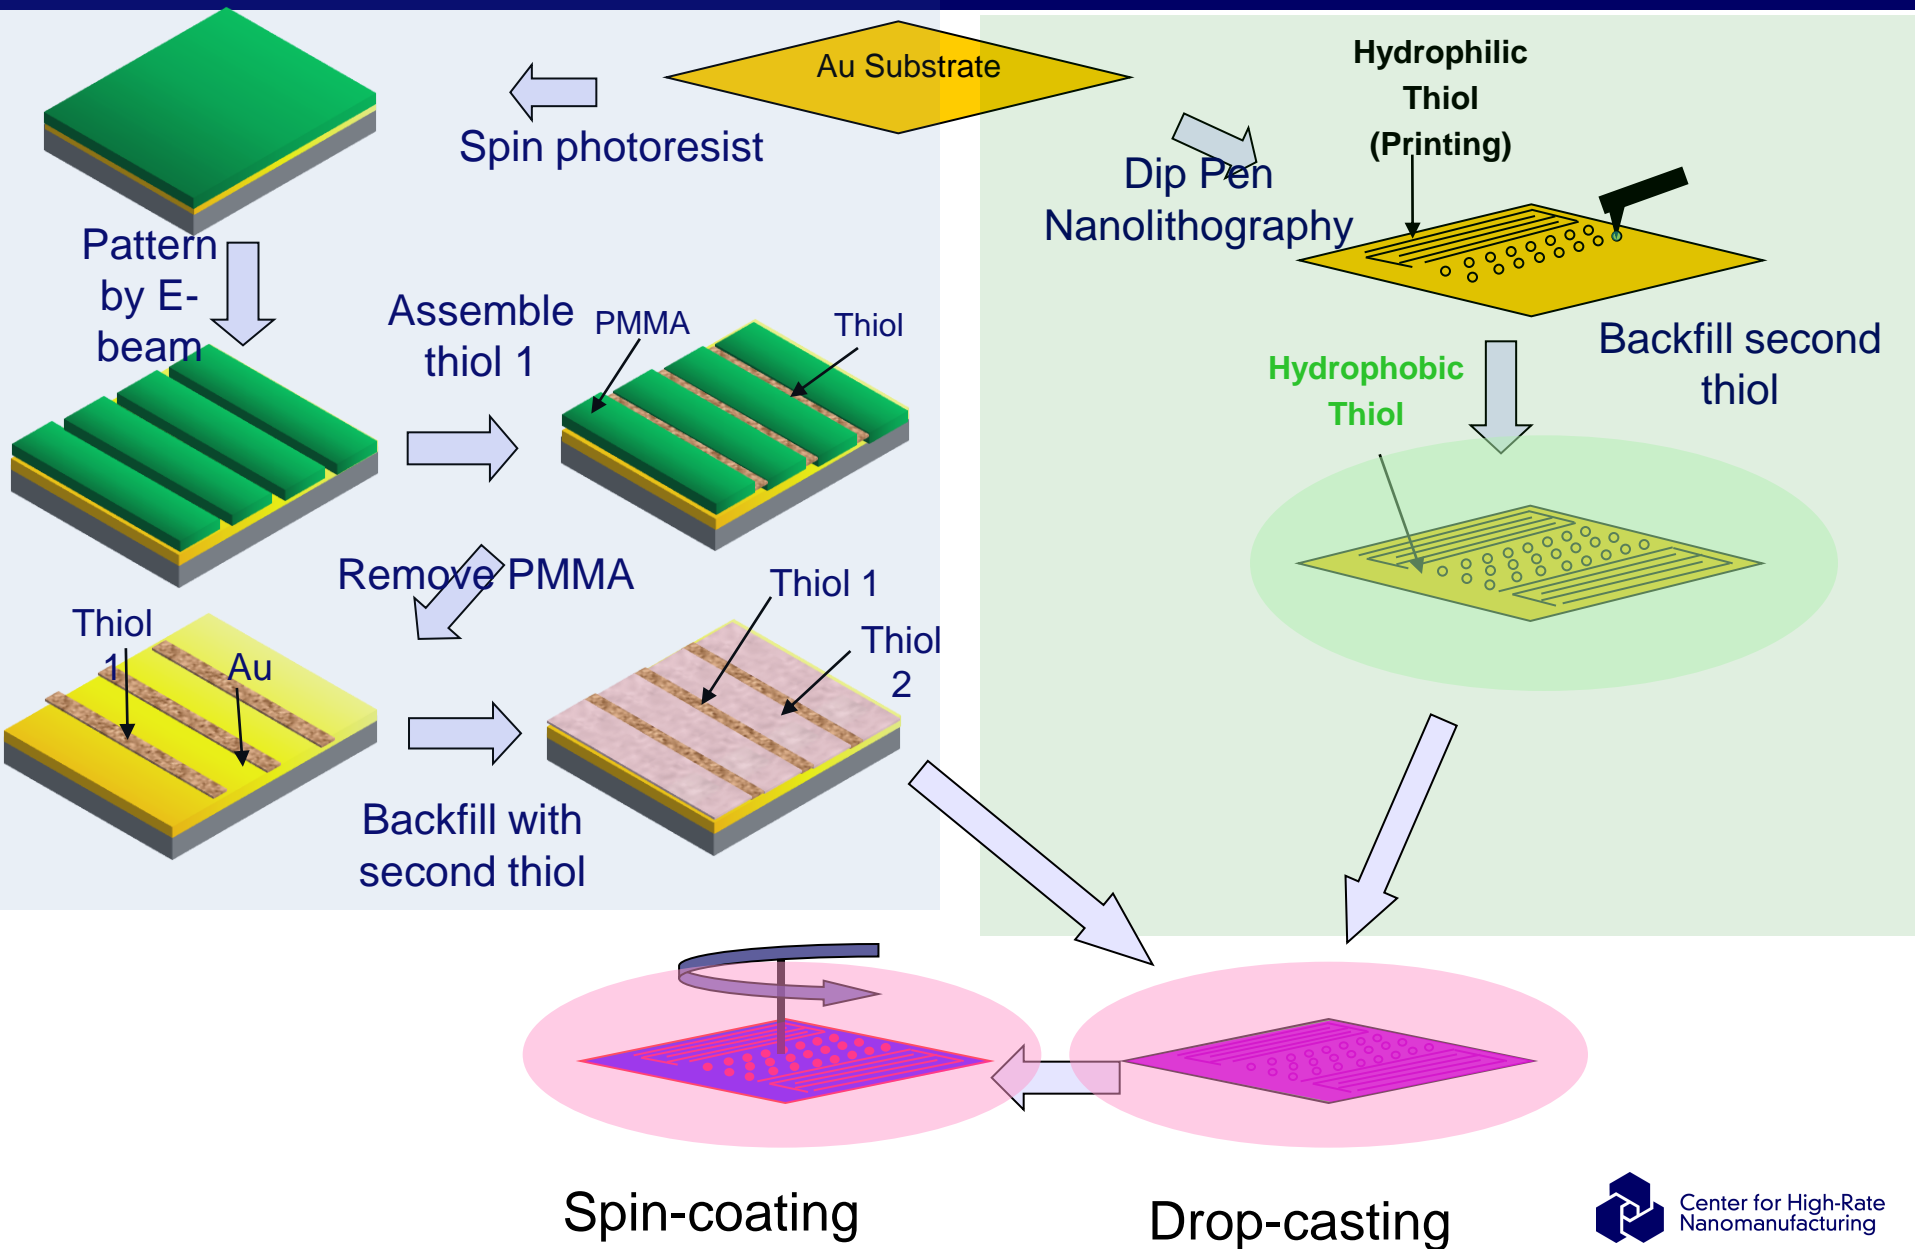 Au Substrate
Spin photoresist
Pattern
by E-
beam
Assemble
thiol 1
PMMA
Thiol
Remove PMMA
Thiol
1
Au
Thiol 1
Thiol
2
Backfill with
second thiol
Hydrophilic
Thiol
(Printing)
Dip Pen
Nanolithography
Backfill second
thiol
Hydrophobic
Thiol
Spin-coating
Drop-casting
Center for High-Rate
Nanomanufacturing